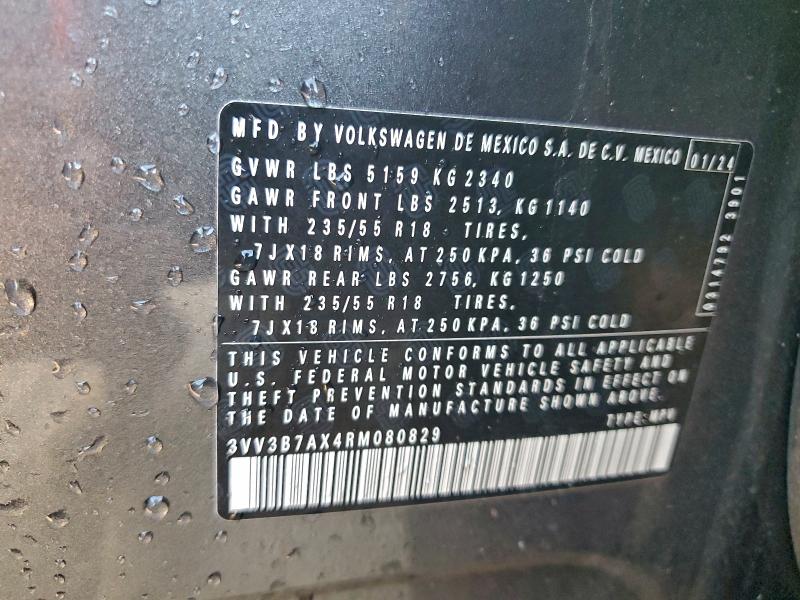 MFD BY VOLKSWAGEN DE MEXICO S.A. DE C.V. MEXICO 01/24
GVWR LBS 5159 KG 2340
GAWR FRONT LBS 2513, KG 1140
WITH 235/55 R18 TIRES,
7JX18 RIMS, AT 250 KPA, 36 PSI COLD
GAWR REAR LBS 2756, KG 1250
WITH 235/55 R18 TIRES,
7JX18 RIMS, AT 250 KPA, 36 PSI COLD
0314712 3901
THIS VEHICLE CONFORMS TO ALL APPLICABLE
U.S. FEDERAL MOTOR VEHICLE SAFETY AND
THEFT PREVENTION STANDARDS IN EFFECT ON
THE DATE OF MANUFACTURE SHOWN ABOVE.
TYPE: MPV
3VV3B7AX4RM080829